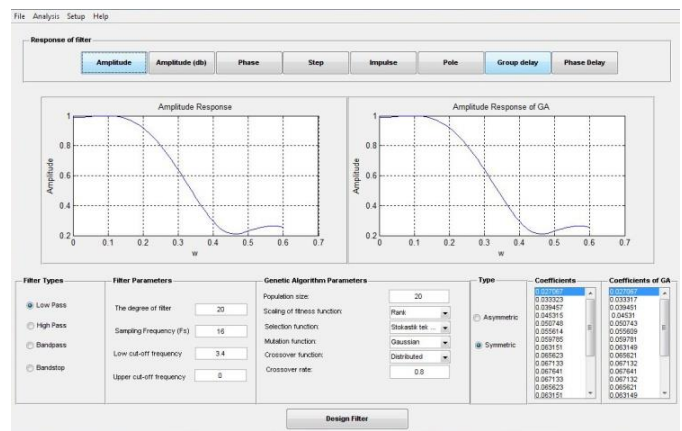 File Analysis Setup Help
Response of filter
Amplitude Amplitude (db) Phase Step Impulse Pole Group delay Phase Delay
Amplitude Response
Amplitude
1
0.8
0.6
0.4
0.2
0 0.1 0.2 0.3 0.4 0.5 0.6 0.7
w
Amplitude Response of GA
Amplitude
1
0.8
0.6
0.4
0.2
0 0.1 0.2 0.3 0.4 0.5 0.6 0.7
w
Filter Types
Low Pass
High Pass
Bandpass
Bandstop
Filter Parameters
The degree of filter 20
Sampling Frequency (Fs) 16
Low cut-off frequency 3.4
Upper cut-off frequency 0
Genetic Algorithm Parameters
Population size: 20
Scaling of fitness function: Rank
Selection function: Stokastik tek ...
Mutation function: Gaussian
Crossover function: Distributed
Crossover rate: 0.8
Type
Asymmetric
Symmetric
Coefficients
0.027067
0.033323
0.039457
0.045315
0.050748
0.055614
0.059785
0.063151
0.065623
0.067133
0.067641
0.067133
0.065623
0.063151
Coefficients of GA
0.027067
0.033317
0.039451
0.04531
0.050743
0.055609
0.059781
0.063149
0.065621
0.067132
0.067641
0.067132
0.065621
0.063149
Design Filter